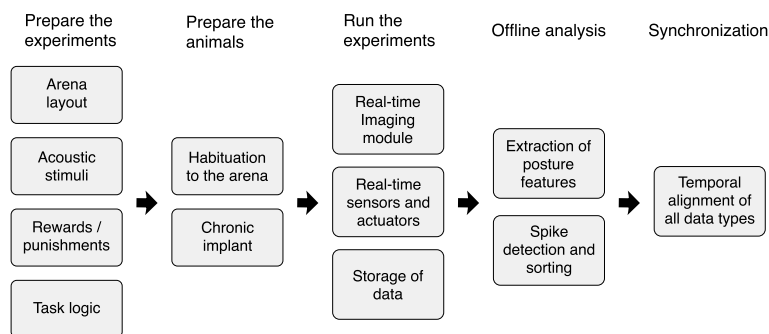 Prepare the
experiments
Arena
layout
Acoustic
stimuli
Rewards /
punishments
Task logic
Prepare the
animals
Habituation
to the arena
Chronic
implant
Run the
experiments
Real-time
Imaging
module
Real-time
sensors and
actuators
Storage of
data
Offline analysis
Extraction of
posture
features
Spike
detection and
sorting
Synchronization
Temporal
alignment of
all data types